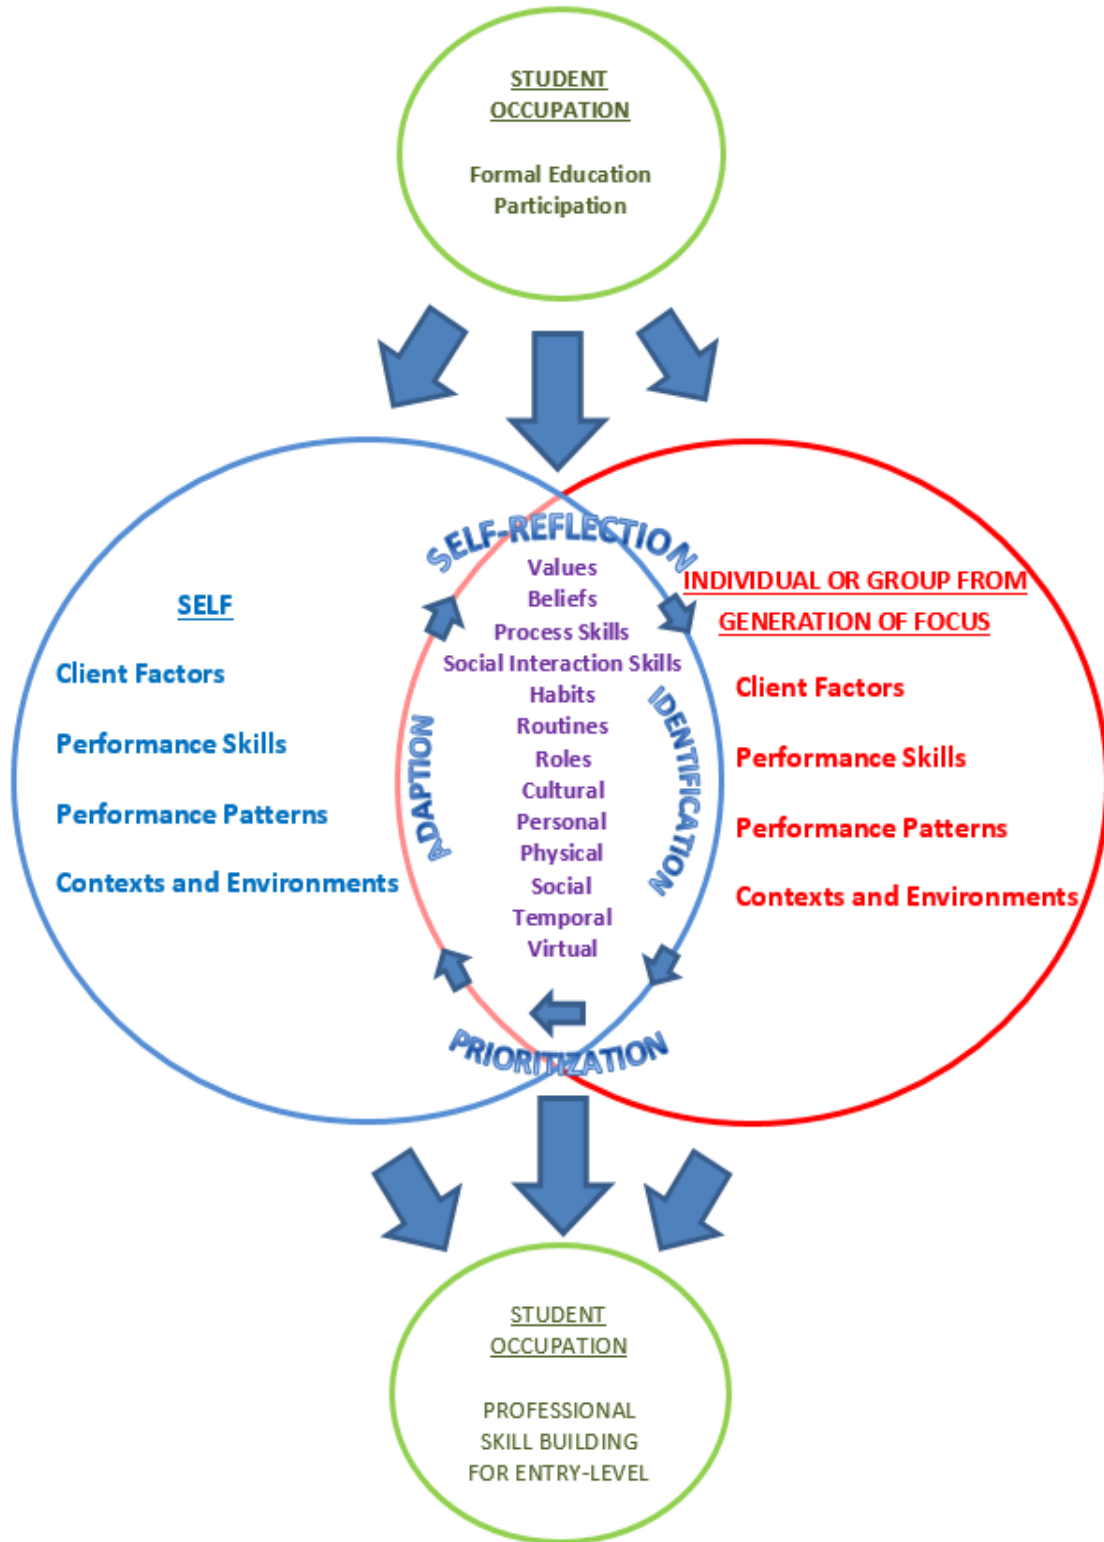 STUDENT
OCCUPATION
Formal Education
Participation
SELF-REFLECTION
SELF
Client Factors
Performance Skills
Performance Patterns
Contexts and Environments
ADAPTION
Values
Beliefs
Process Skills
Social Interaction Skills
Habits
Routines
Roles
Cultural
Personal
Physical
Social
Temporal
Virtual
IDENTIFICATION
PRIORITIZATION
INDIVIDUAL OR GROUP FROM
GENERATION OF FOCUS
Client Factors
Performance Skills
Performance Patterns
Contexts and Environments
STUDENT
OCCUPATION
PROFESSIONAL
SKILL BUILDING
FOR ENTRY-LEVEL